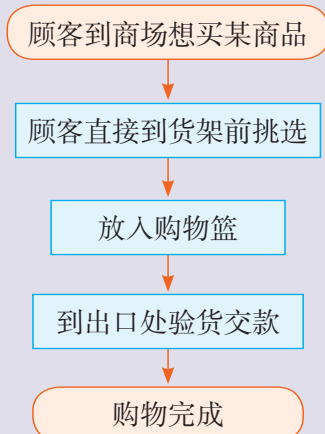 顾客到商场想买某商品
顾客直接到货架前挑选
放入购物篮
到出口处验货交款
购物完成